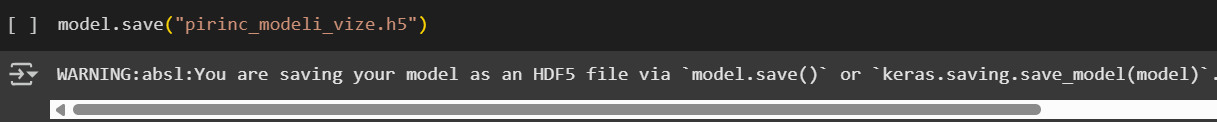 [ ] model.save("pirinc_modeli_vize.h5")
WARNING:absl:You are saving your model as an HDF5 file via `model.save()` or `keras.saving.save_model(model)`.